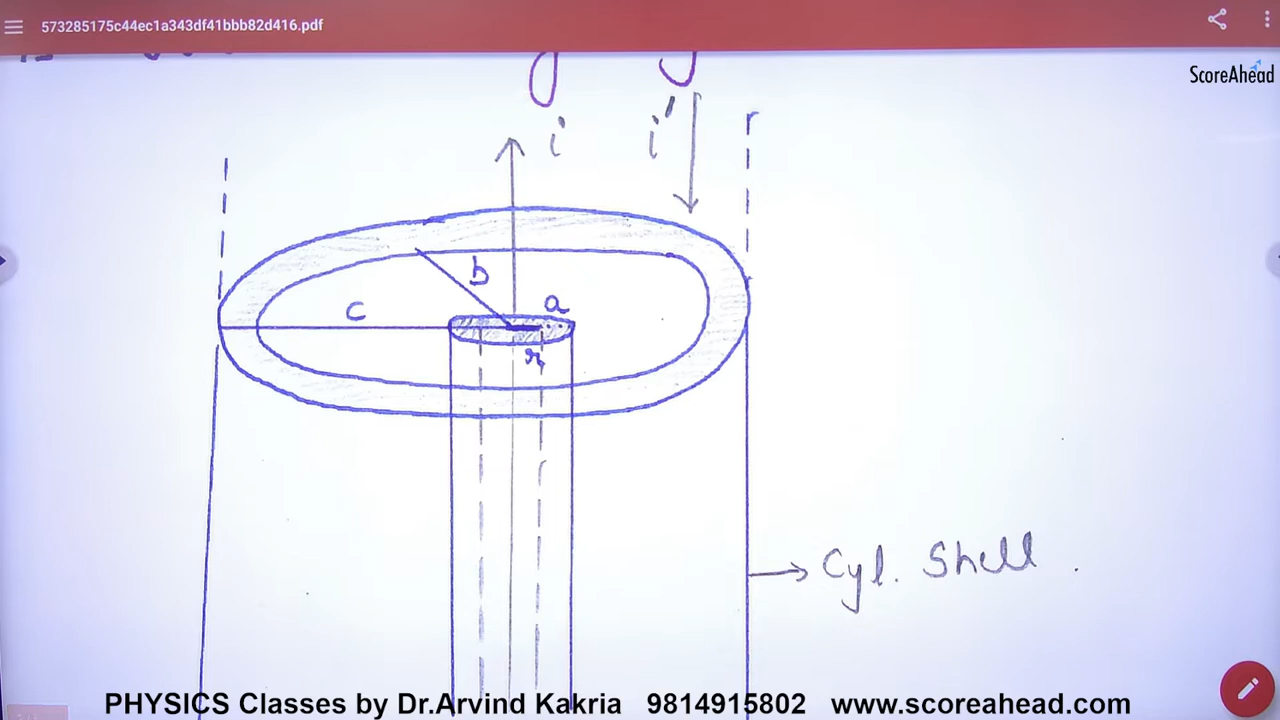 573285175c44ec1a343df41bbb82d416.pdf
ScoreAhead
i i'
r
b
a
c
r
Cyl. Shell.
PHYSICS Classes by Dr.Arvind Kakria 9814915802 www.scoreahead.com